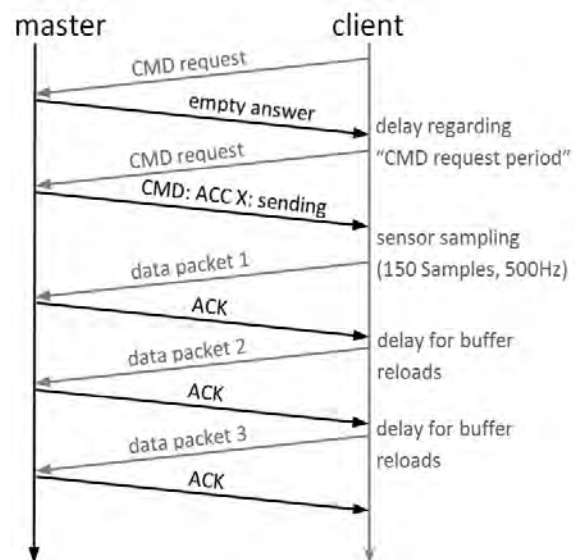 master
client
CMD request
empty answer
delay regarding
"CMD request period"
CMD request
CMD: ACC X: sending
sensor sampling
(150 Samples, 500Hz)
data packet 1
ACK
delay for buffer
reloads
data packet 2
ACK
delay for buffer
reloads
data packet 3
ACK